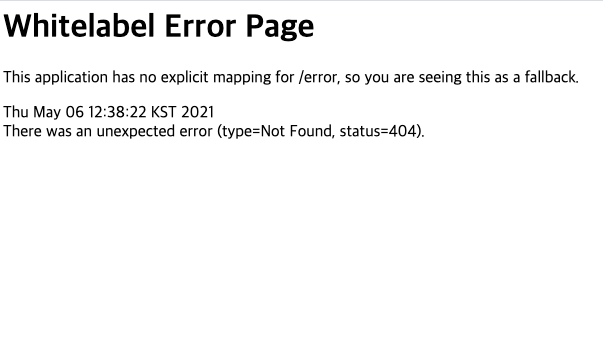 Whitelabel Error Page
This application has no explicit mapping for /error, so you are seeing this as a fallback.
Thu May 06 12:38:22 KST 2021
There was an unexpected error (type=Not Found, status=404).